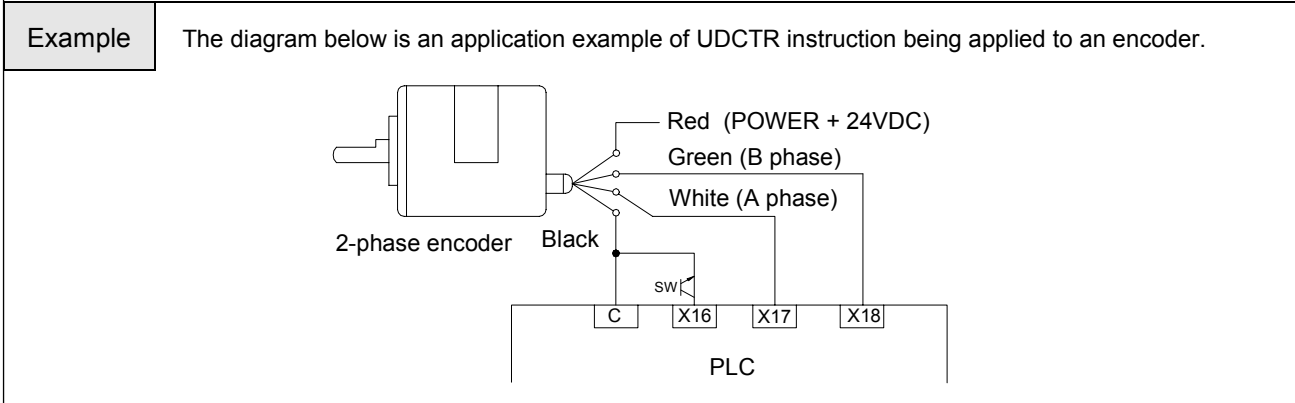 Example
The diagram below is an application example of UDCTR instruction being applied to an encoder.
Red (POWER + 24VDC)
Green (B phase)
White (A phase)
2-phase encoder
Black
SW
C
X16
X17
X18
PLC